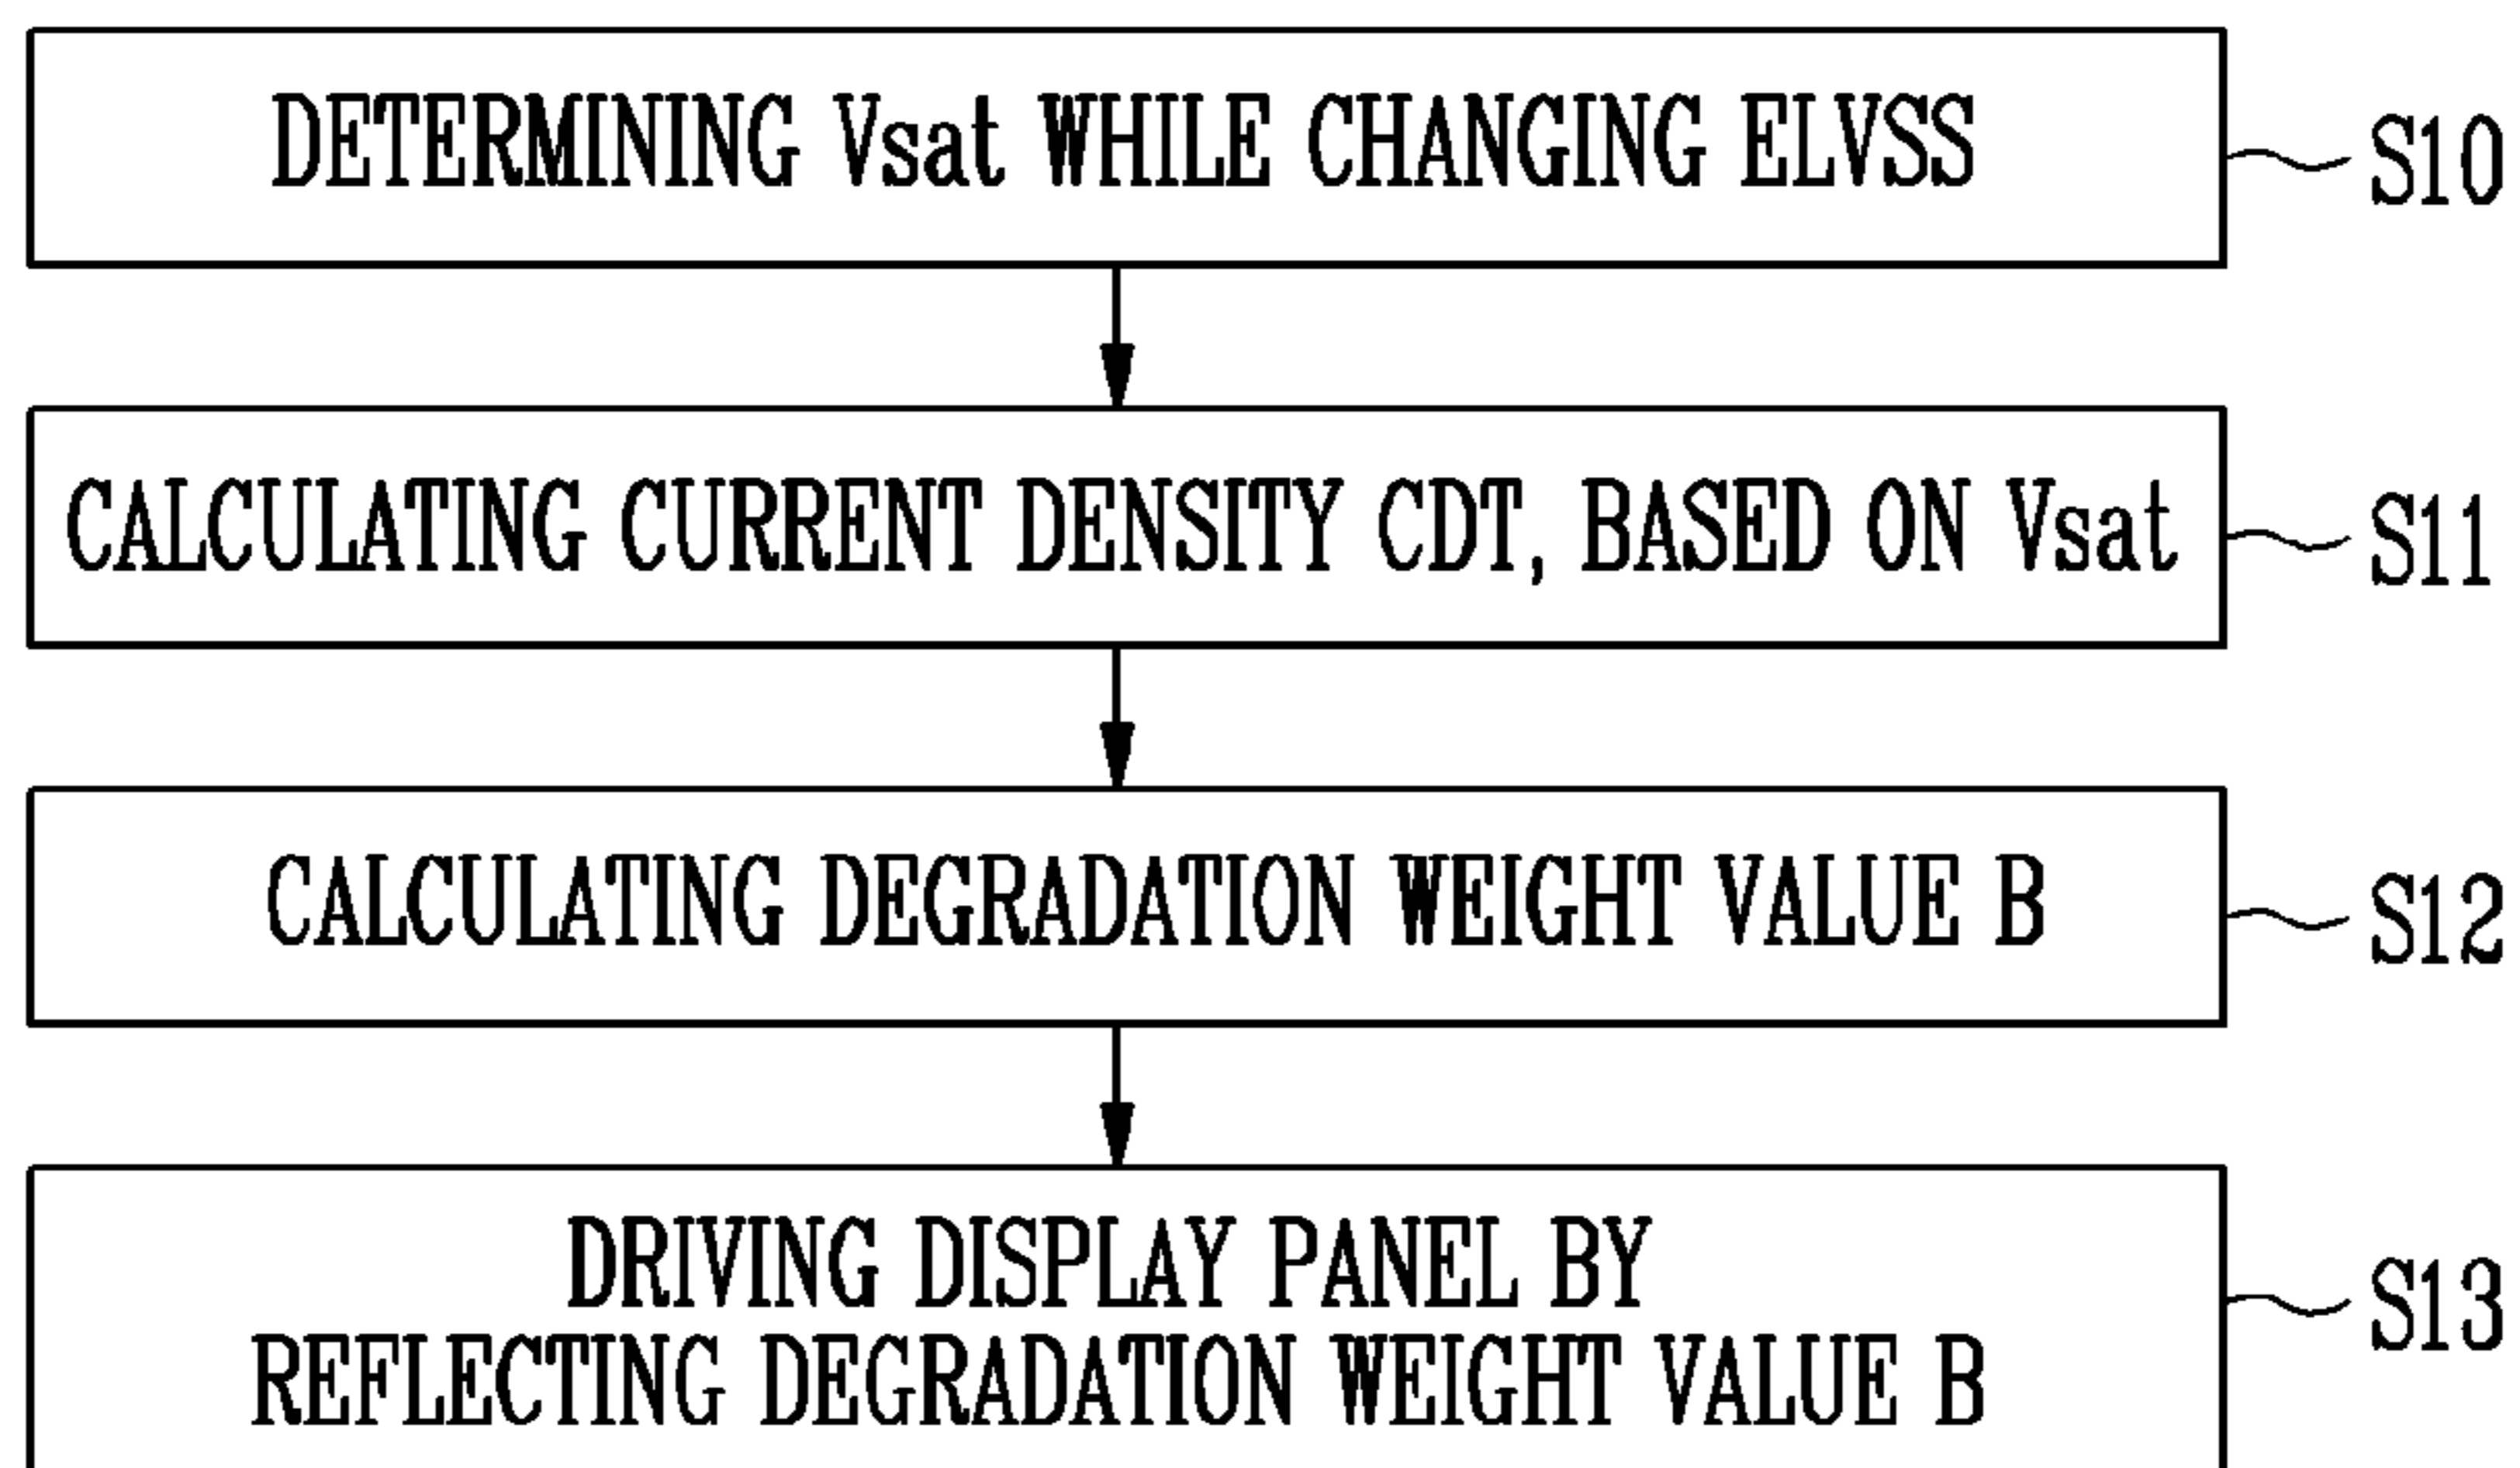 DETERMINING Vsat WHILE CHANGING ELVSS
S10
CALCULATING CURRENT DENSITY CDT, BASED ON Vsat
S11
CALCULATING DEGRADATION WEIGHT VALUE B
S12
DRIVING DISPLAY PANEL BY
REFLECTING DEGRADATION WEIGHT VALUE B
S13